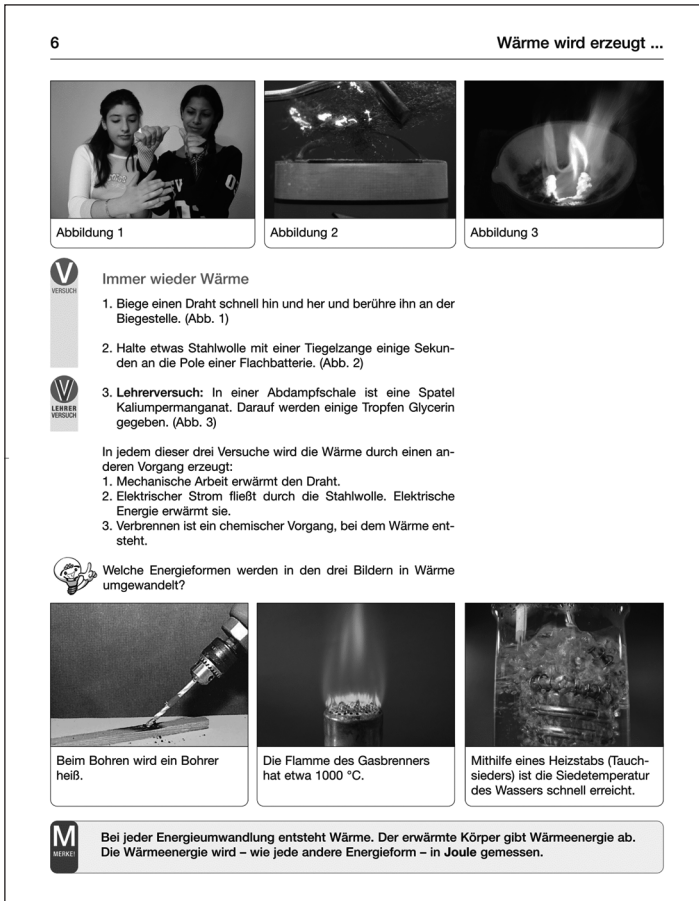 6
Wärme wird erzeugt ...
Abbildung 1
Abbildung 2
Abbildung 3
V
VERSUCH
Immer wieder Wärme
1. Biege einen Draht schnell hin und her und berühre ihn an der
Biegestelle. (Abb. 1)
2. Halte etwas Stahlwolle mit einer Tiegelzange einige Sekun-
den an die Pole einer Flachbatterie. (Abb. 2)
V
LEHRER
VERSUCH
3. Lehrerversuch: In einer Abdampfschale ist eine Spatel
Kaliumpermanganat. Darauf werden einige Tropfen Glycerin
gegeben. (Abb. 3)
In jedem dieser drei Versuche wird die Wärme durch einen an-
deren Vorgang erzeugt:
1. Mechanische Arbeit erwärmt den Draht.
2. Elektrischer Strom fließt durch die Stahlwolle. Elektrische
Energie erwärmt sie.
3. Verbrennen ist ein chemischer Vorgang, bei dem Wärme ent-
steht.
Welche Energieformen werden in den drei Bildern in Wärme
umgewandelt?
Beim Bohren wird ein Bohrer
heiß.
Die Flamme des Gasbrenners
hat etwa 1000 °C.
Mithilfe eines Heizstabs (Tauch-
sieders) ist die Siedetemperatur
des Wassers schnell erreicht.
M
MERKE!
Bei jeder Energieumwandlung entsteht Wärme. Der erwärmte Körper gibt Wärmeenergie ab.
Die Wärmeenergie wird – wie jede andere Energieform – in Joule gemessen.